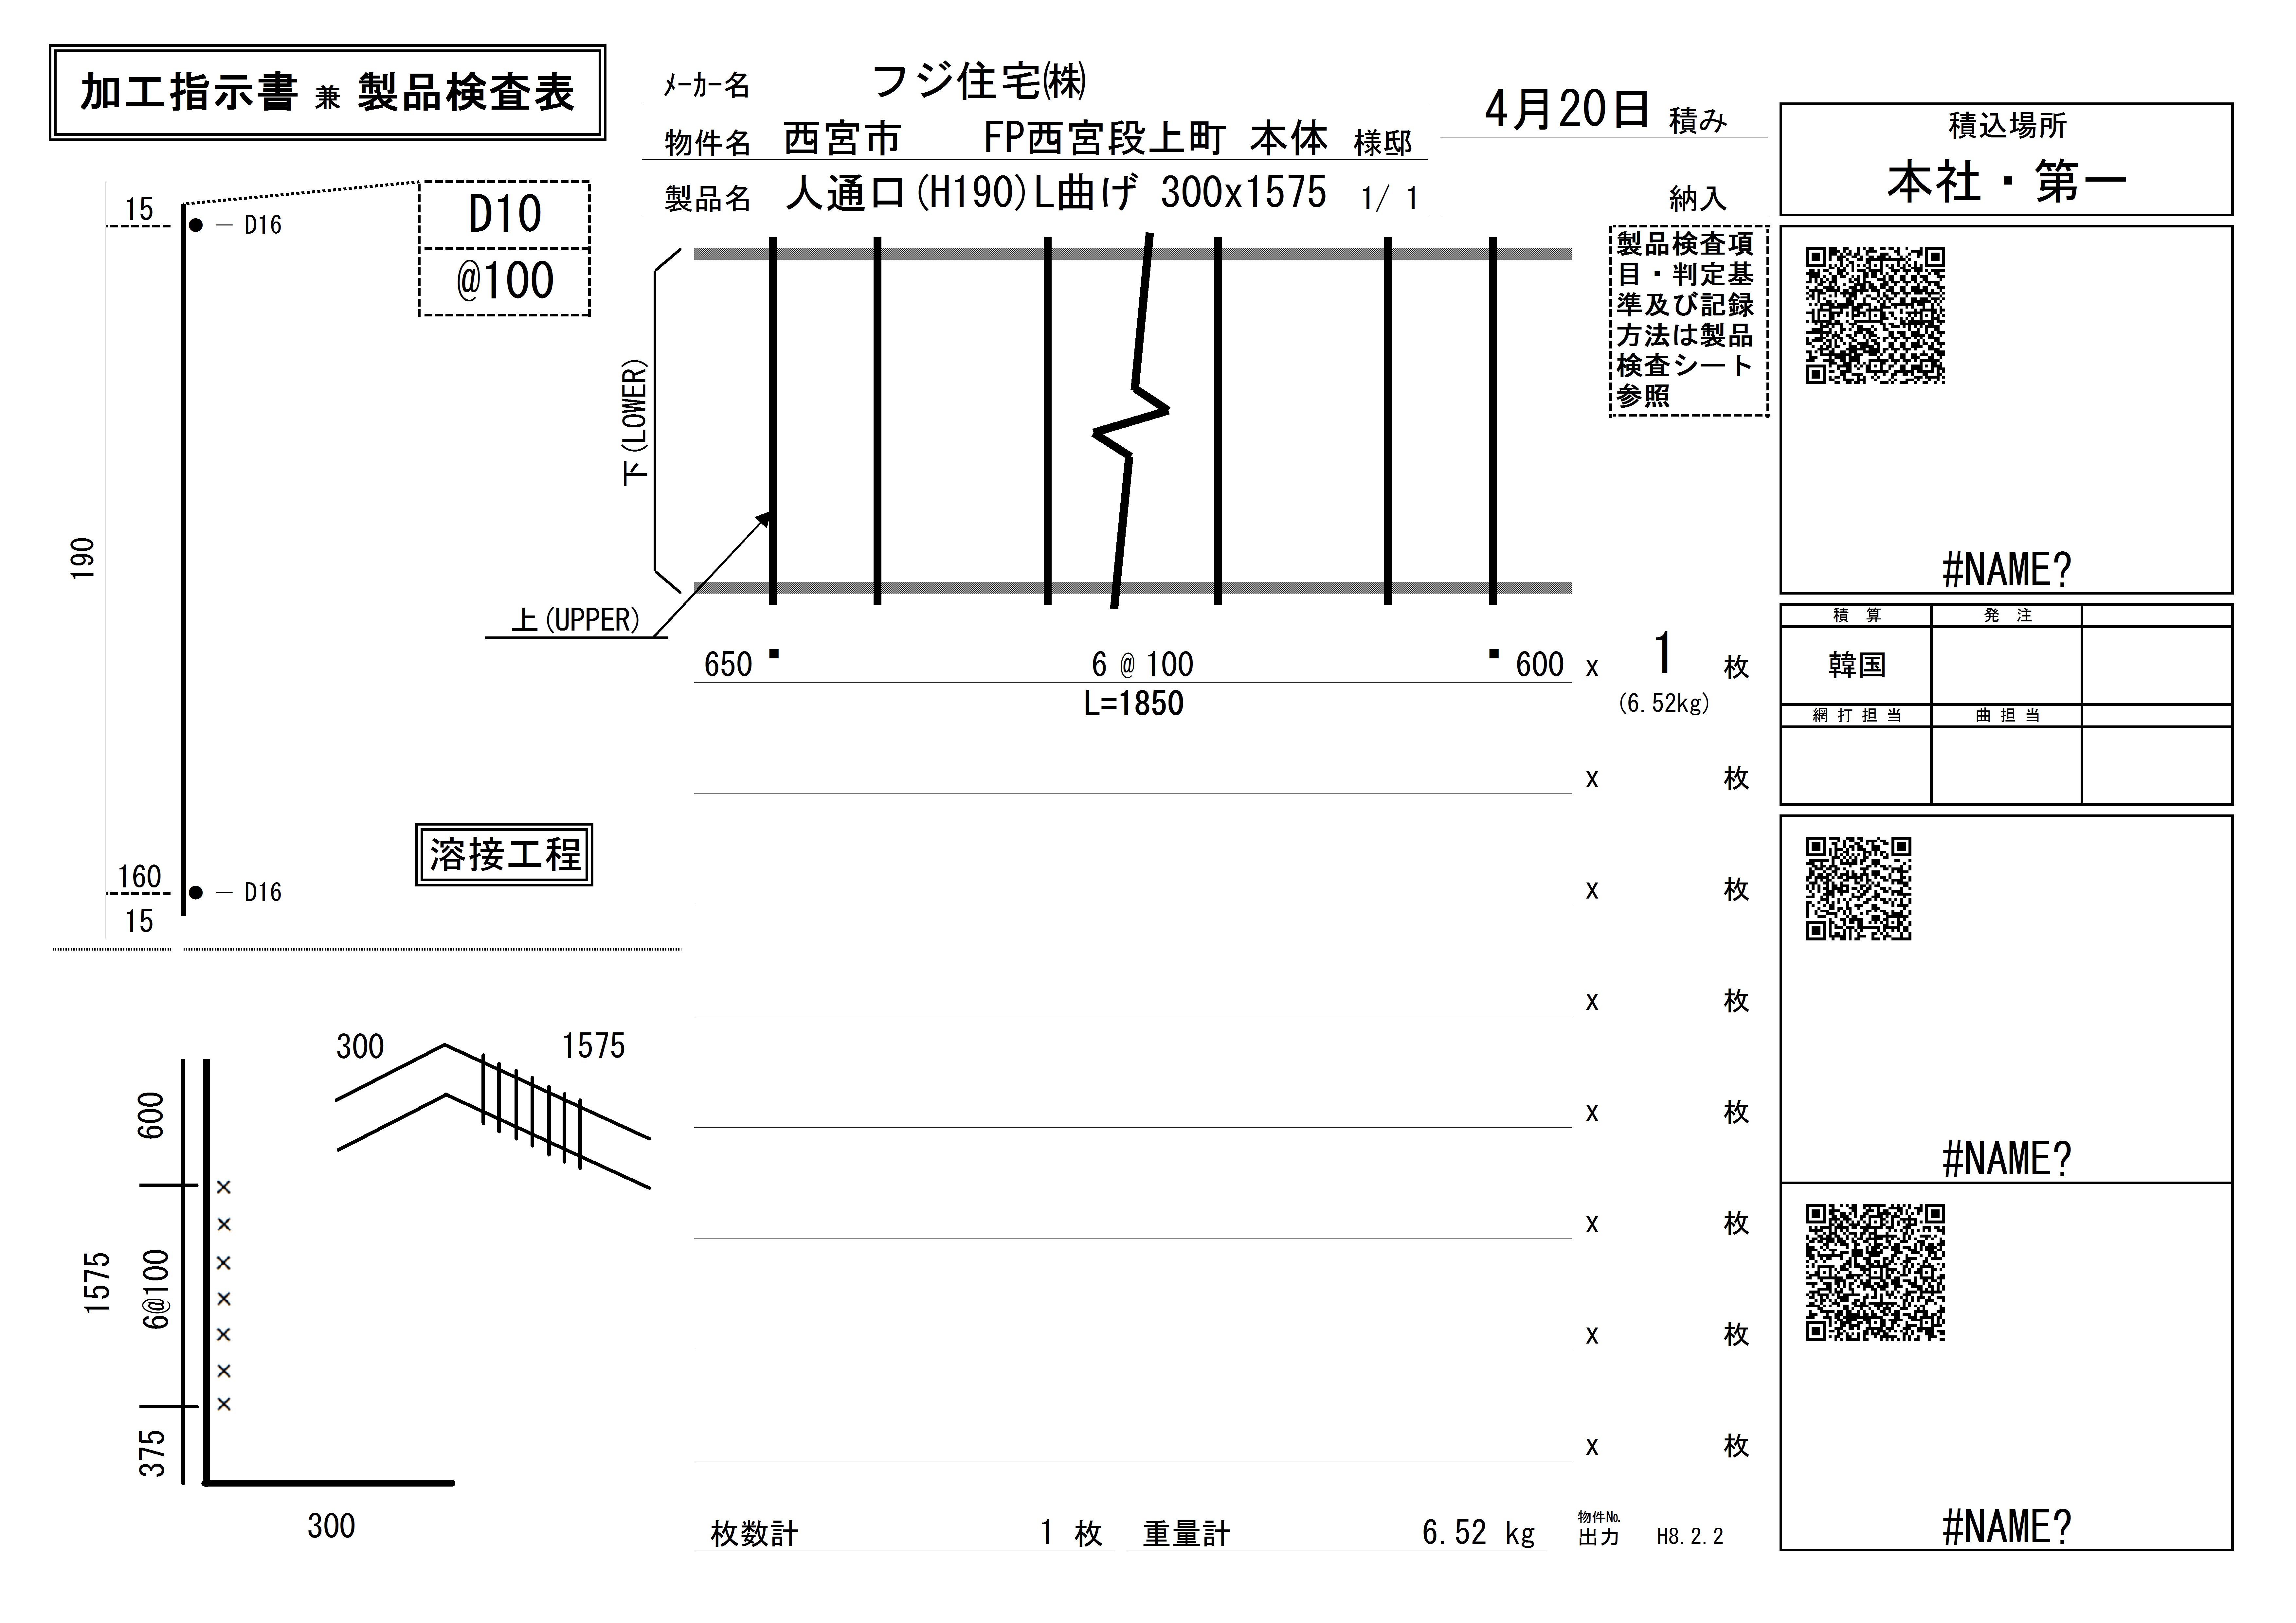 加工指示書 兼 製品検査表
ﾒｰｶｰ名 フジ住宅㈱
物件名 西宮市 FP西宮段上町 本体 様邸
製品名 人通口(H190)L曲げ 300x1575 1/ 1
4月20日 積み
納入
積込場所
本社・第一
15
D16
D10
@100
190
160
D16
15
下(LOWER)
上(UPPER)
製品検査項
目・判定基
準及び記録
方法は製品
検査シート
参照
#NAME?
650 6 @ 100 600 x 1 枚
L=1850 (6.52kg)
x 枚
x 枚
x 枚
x 枚
x 枚
x 枚
x 枚
積 算 発 注
韓国
網 打 担 当 曲 担 当
溶接工程
#NAME?
#NAME?
300 1575
600
1575
6@100
375
300
枚数計 1 枚 重量計 6.52 kg
物件№
出力 H8.2.2